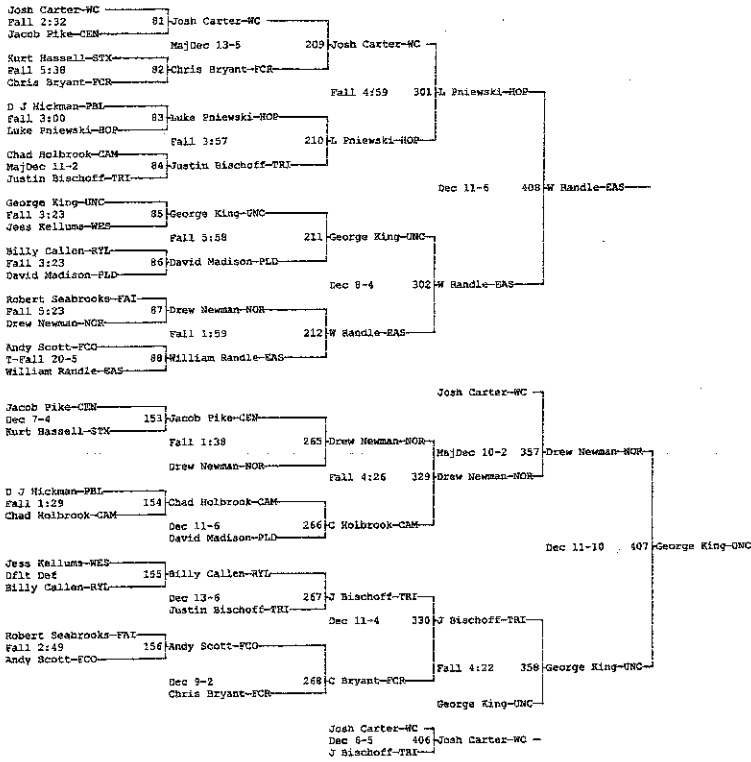 Josh Carter-WC
Fall 2:32 81 Josh Carter-WC
Jacob Pike-CEN
MajDec 13-5 209 Josh Carter-WC
Kurt Hassell-STX
Fall 5:38 82 Chris Bryant-FCR
Chris Bryant-FCR
Fall 4:59 301 L Pniewski-HOP
D J Hickman-PBL
Fall 3:00 83 Luke Pniewski-HOP
Luke Pniewski-HOP
Fall 3:57 210 L Pniewski-HOP
Chad Holbrook-CAM
MajDec 11-2 84 Justin Bischoff-TRI
Justin Bischoff-TRI
Dec 11-6 408 W Randle-EAS
George King-UNC
Fall 3:23 85 George King-UNC
Jess Kellums-WES
Fall 5:58 211 George King-UNC
Billy Callen-RYL
Fall 3:23 86 David Madison-PLD
David Madison-PLD
Dec 8-4 302 W Randle-EAS
Robert Seabrooks-FAI
Fall 5:23 87 Drew Newman-NOR
Drew Newman-NOR
Fall 1:59 212 W Randle-EAS
Andy Scott-FCO
T-Fall 20-5 88 William Randle-EAS
William Randle-EAS
Josh Carter-WC
Jacob Pike-CEN
Dec 7-4 153 Jacob Pike-CEN
Kurt Hassell-STX
Fall 1:38 265 Drew Newman-NOR
MajDec 10-2 357 Drew Newman-NOR
Drew Newman-NOR
Fall 4:26 329 Drew Newman-NOR
D J Hickman-PBL
Fall 1:29 154 Chad Holbrook-CAM
Chad Holbrook-CAM
Dec 11-6 266 C Holbrook-CAM
David Madison-PLD
Dec 11-10 407 George King-UNC
Jess Kellums-WES
Dflt Def 155 Billy Callen-RYL
Billy Callen-RYL
Dec 13-6 267 J Bischoff-TRI
Justin Bischoff-TRI
Dec 11-4 330 J Bischoff-TRI
Robert Seabrooks-FAI
Fall 2:49 156 Andy Scott-FCO
Andy Scott-FCO
Fall 4:22 358 George King-UNC
Dec 9-2 268 C Bryant-FCR
Chris Bryant-FCR
George King-UNC
Josh Carter-WC
Dec 6-5 406 Josh Carter-WC
J Bischoff-TRI